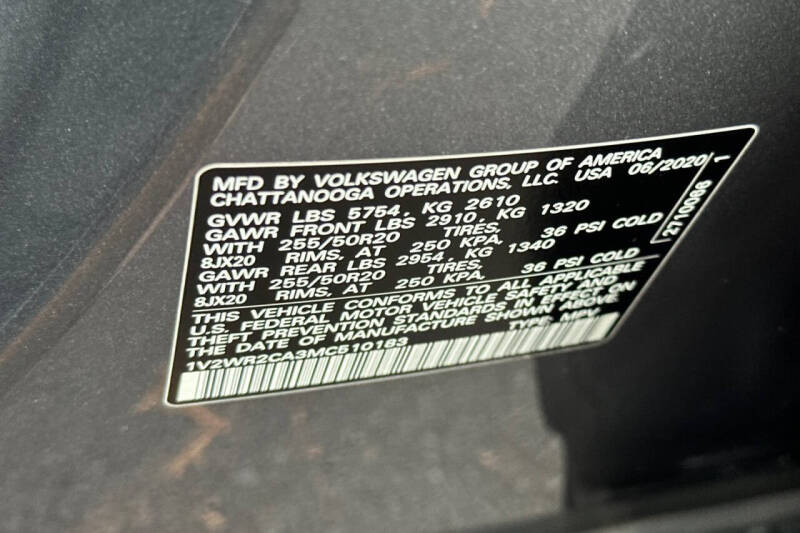 MFD BY VOLKSWAGEN GROUP OF AMERICA
CHATTANOOGA OPERATIONS, LLC. USA 06/2020/1
GVWR LBS 5754, KG 2610
GAWR FRONT LBS 2910, KG 1320
WITH 255/50R20 TIRES,
8JX20 RIMS, AT 250 KPA, 36 PSI COLD
GAWR REAR LBS 2954, KG 1340
WITH 255/50R20 TIRES,
8JX20 RIMS, AT 250 KPA, 36 PSI COLD
THIS VEHICLE CONFORMS TO ALL APPLICABLE
U.S. FEDERAL MOTOR VEHICLE SAFETY AND
THEFT PREVENTION STANDARDS IN EFFECT ON
THE DATE OF MANUFACTURE SHOWN ABOVE.
1V2WR2CA3MC510183 TYPE: MPV
2710086